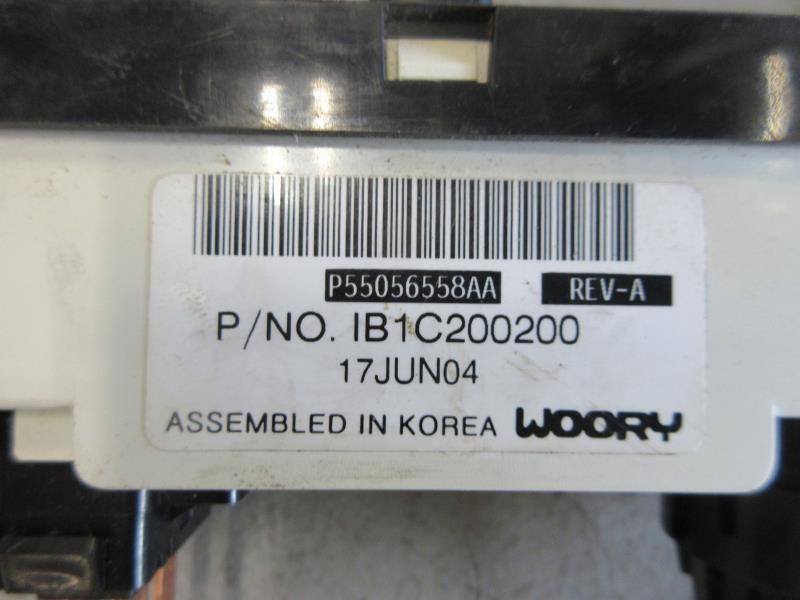 P55056558AA REV-A
P/NO. IB1C200200
17JUN04
ASSEMBLED IN KOREA WOORY